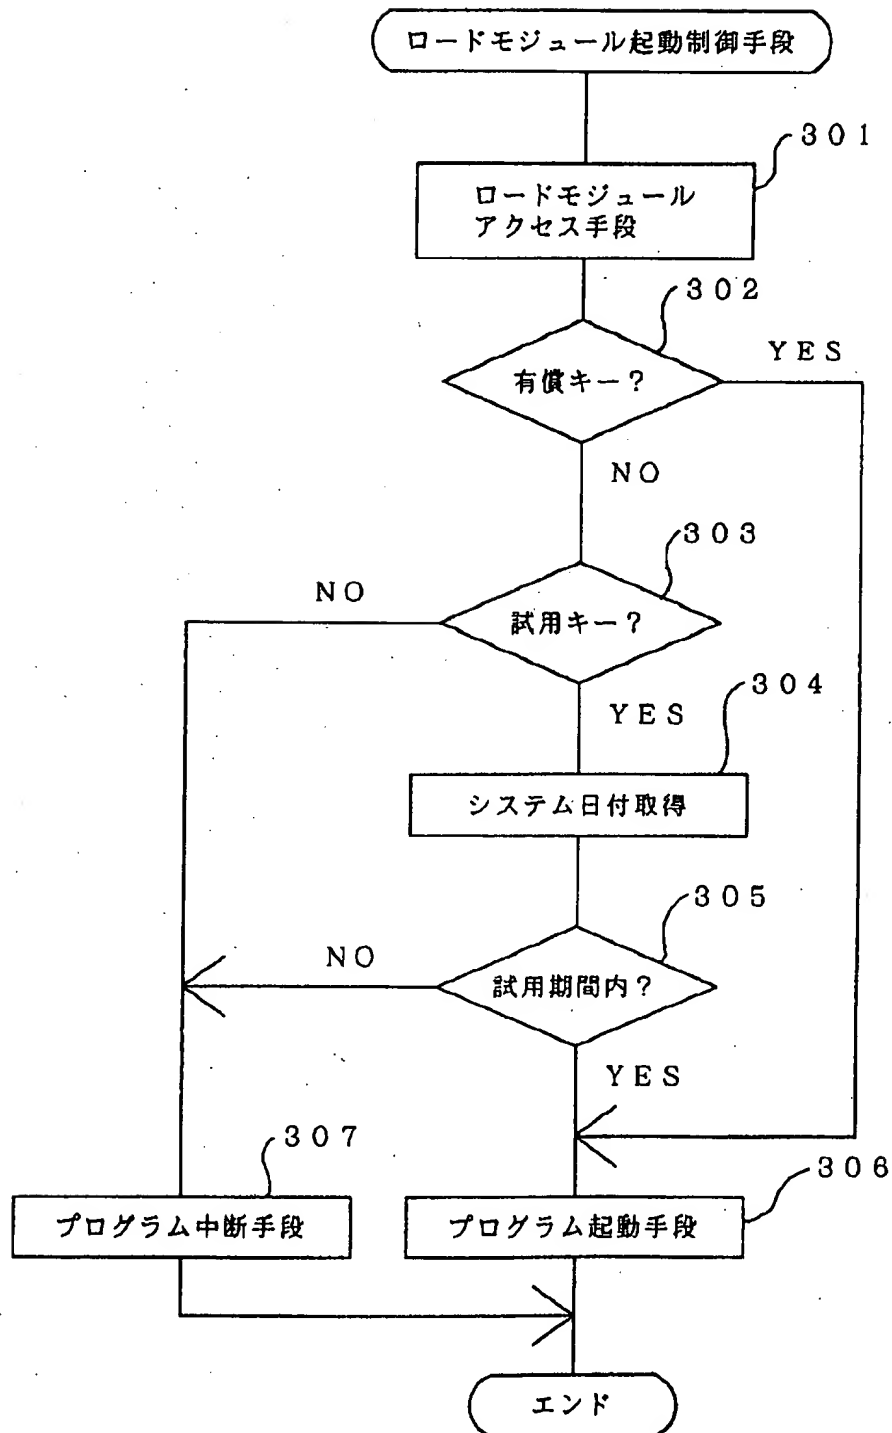 ロードモジュール起動制御手段
301
ロードモジュール
アクセス手段
302
YES
有償キー?
NO
303
NO
試用キー?
304
YES
システム日付取得
305
NO
試用期間内?
YES
307
306
プログラム中断手段
プログラム起動手段
エンド